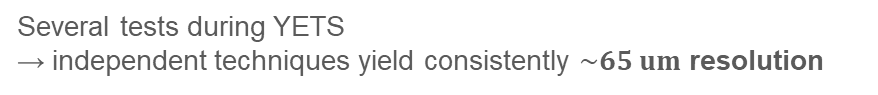 Several tests during YETS
→ independent techniques yield consistently ~65 um resolution